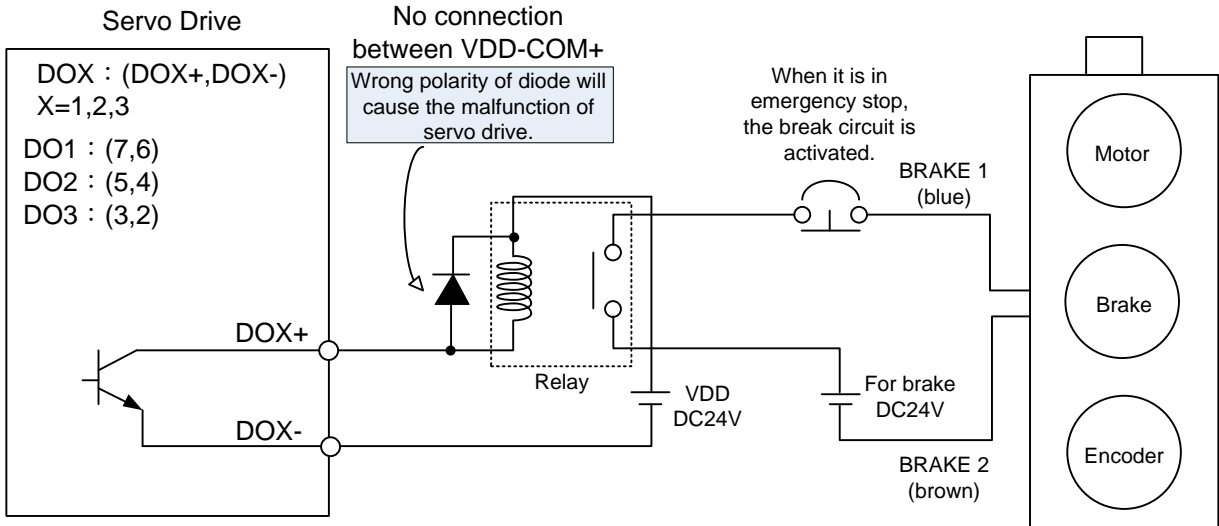 Servo Drive
DOX：(DOX+,DOX-)
X=1,2,3
DO1：(7,6)
DO2：(5,4)
DO3：(3,2)
No connection
between VDD-COM+
Wrong polarity of diode will
cause the malfunction of
servo drive.
When it is in
emergency stop,
the break circuit is
activated.
BRAKE 1
(blue)
Motor
Brake
Encoder
DOX+
DOX-
Relay
VDD
DC24V
For brake
DC24V
BRAKE 2
(brown)